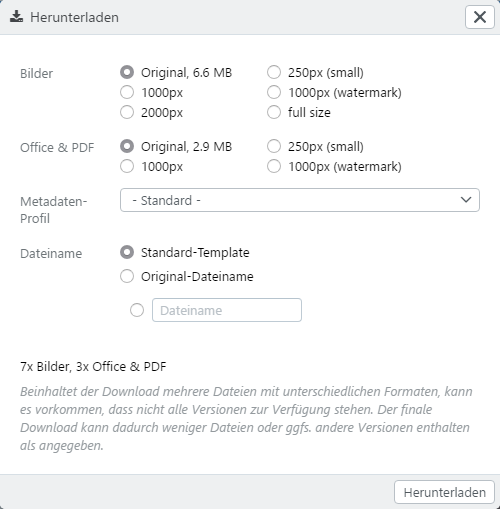 Herunterladen
Bilder
Original, 6.6 MB
250px (small)
1000px
1000px (watermark)
2000px
full size
Office & PDF
Original, 2.9 MB
250px (small)
1000px
1000px (watermark)
Metadaten-
Profil
- Standard -
Dateiname
Standard-Template
Original-Dateiname
Dateiname
7x Bilder, 3x Office & PDF
Beinhaltet der Download mehrere Dateien mit unterschiedlichen Formaten, kann
es vorkommen, dass nicht alle Versionen zur Verfügung stehen. Der finale
Download kann dadurch weniger Dateien oder ggfs. andere Versionen enthalten
als angegeben.
Herunterladen